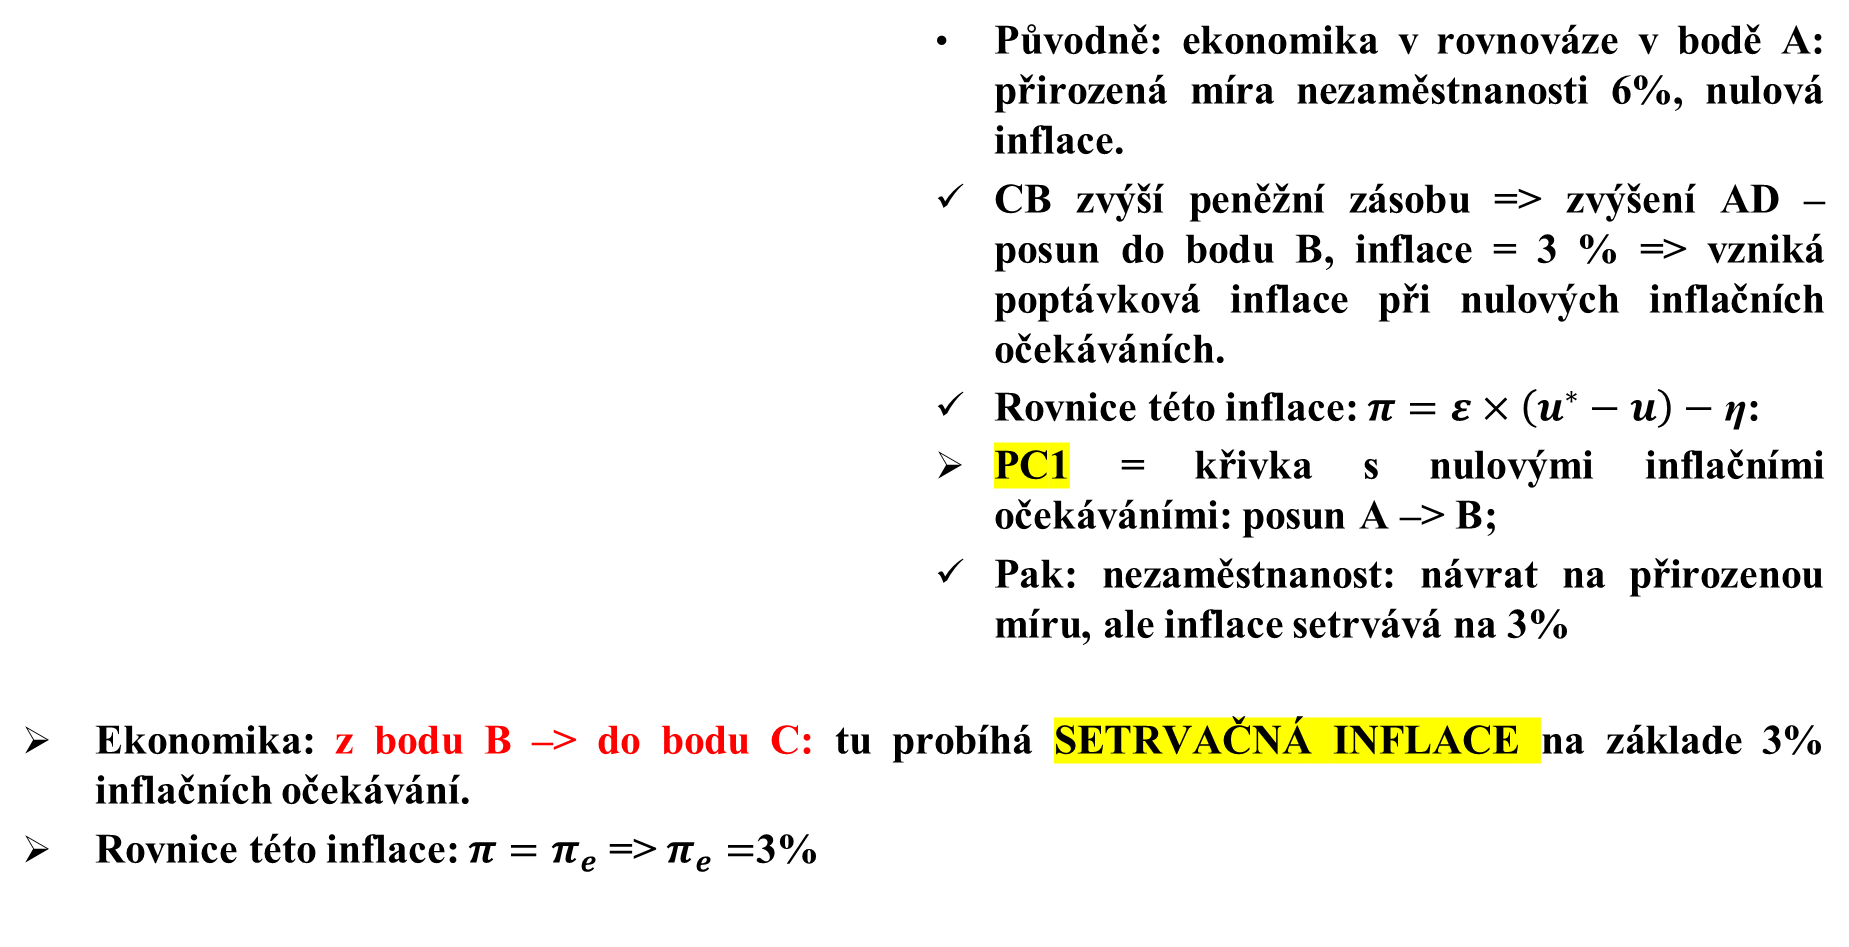 • Původně: ekonomika v rovnováze v bodě A:
přirozená míra nezaměstnanosti 6%, nulová
inflace.
✓ CB zvýší peněžní zásobu => zvýšení AD –
posun do bodu B, inflace = 3 % => vzniká
poptávková inflace při nulových inflačních
očekáváních.
✓ Rovnice této inflace: π = ε × (u* − u) − η:
➢ PC1 = křivka s nulovými inflačními
očekáváními: posun A –> B;
✓ Pak: nezaměstnanost: návrat na přirozenou
míru, ale inflace setrvává na 3%
➢ Ekonomika: z bodu B –> do bodu C: tu probíhá SETRVAČNÁ INFLACE na základe 3%
inflačních očekávání.
➢ Rovnice této inflace: π = πₑ => πₑ =3%